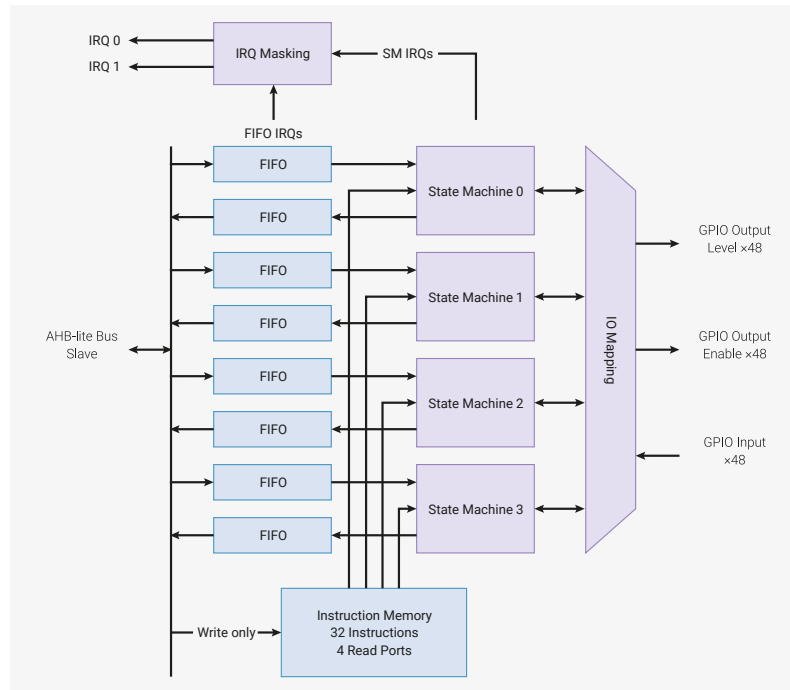 IRQ 0
IRQ 1
IRQ Masking
SM IRQs
FIFO IRQs
FIFO
FIFO
FIFO
FIFO
FIFO
FIFO
FIFO
FIFO
State Machine 0
State Machine 1
State Machine 2
State Machine 3
IO Mapping
AHB-lite Bus
Slave
GPIO Output
Level ×48
GPIO Output
Enable ×48
GPIO Input
×48
Write only
Instruction Memory
32 Instructions
4 Read Ports